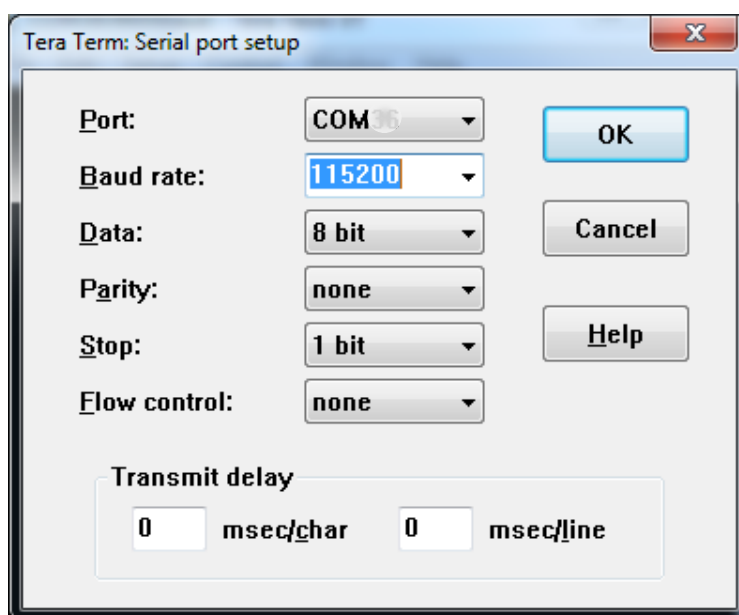 Tera Term: Serial port setup
Port: COM
OK
Baud rate: 115200
Data: 8 bit
Cancel
Parity: none
Stop: 1 bit
Help
Flow control: none
Transmit delay
0 msec/char 0 msec/line